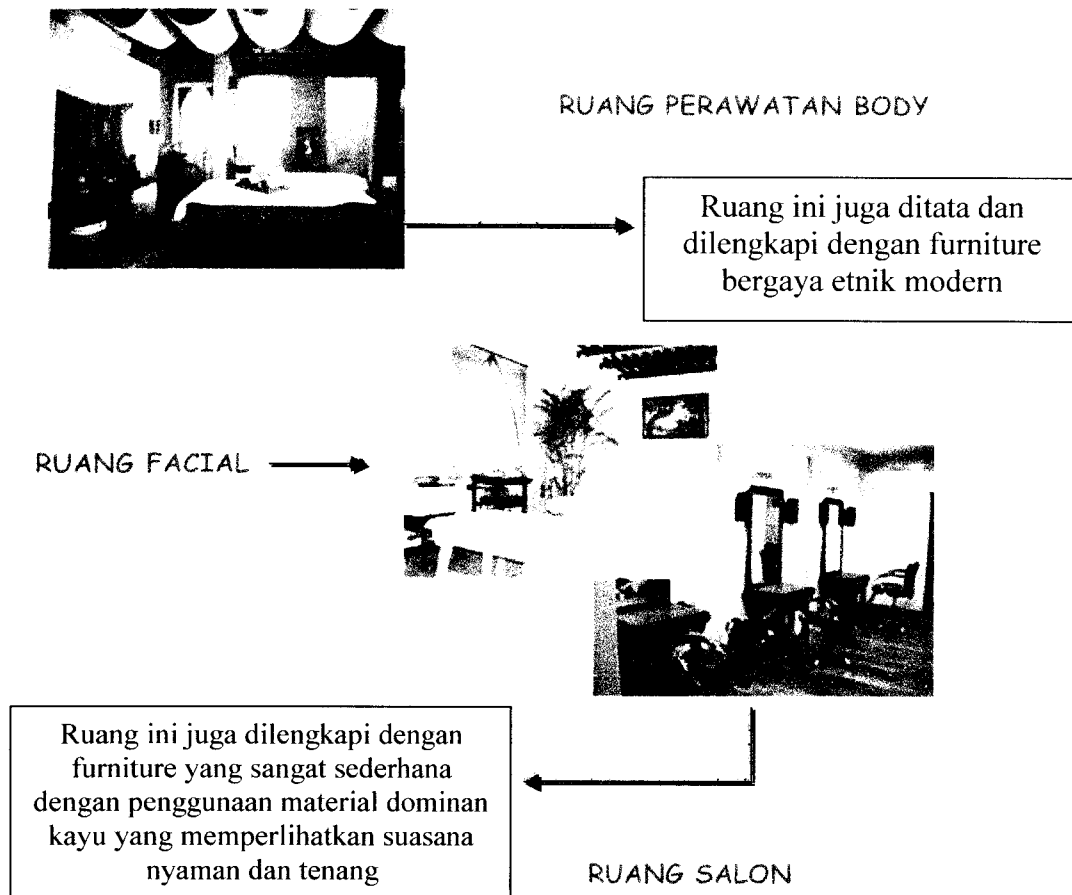 RUANG PERAWATAN BODY
Ruang ini juga ditata dan
dilengkapi dengan furniture
bergaya etnik modern
RUANG FACIAL
Ruang ini juga dilengkapi dengan
furniture yang sangat sederhana
dengan penggunaan material dominan
kayu yang memperlihatkan suasana
nyaman dan tenang
RUANG SALON